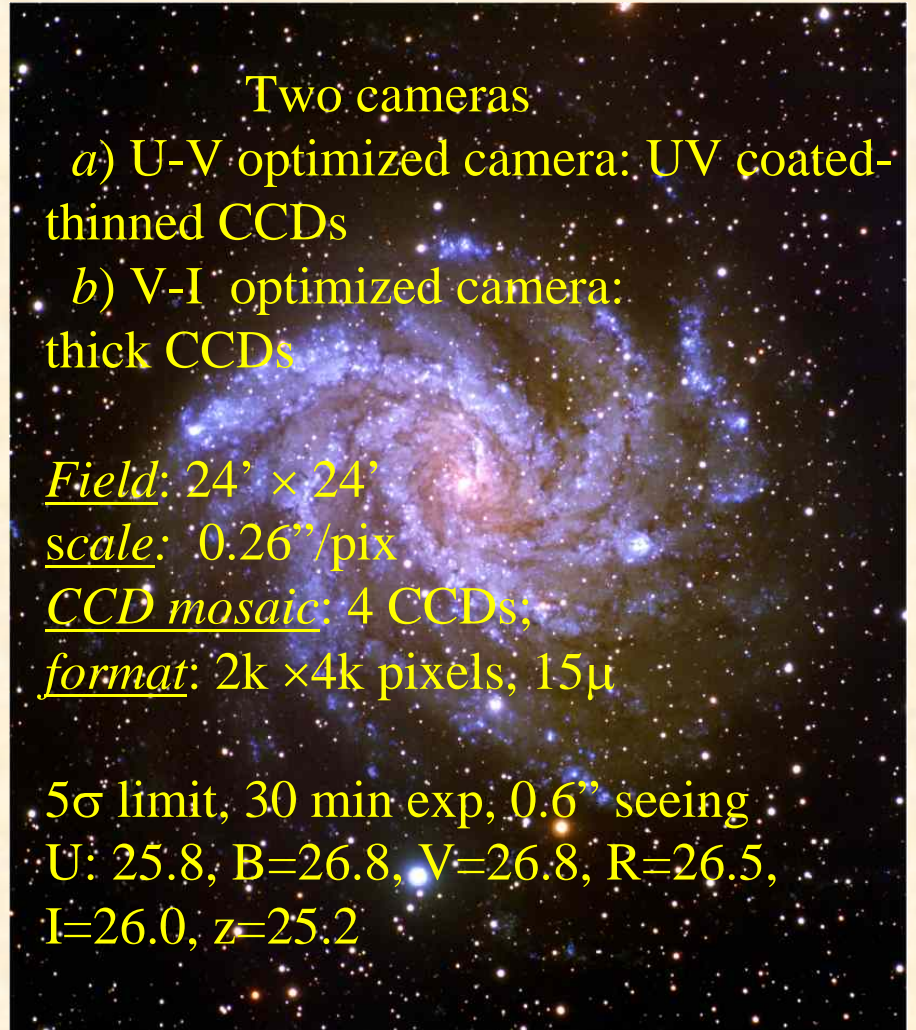 Two cameras
a) U-V optimized camera: UV coated-
thinned CCDs
b) V-I optimized camera:
thick CCDs
Field: 24’ × 24’
scale: 0.26”/pix
CCD mosaic: 4 CCDs;
format: 2k ×4k pixels, 15μ
5σ limit, 30 min exp, 0.6” seeing
U: 25.8, B=26.8, V=26.8, R=26.5,
I=26.0, z=25.2